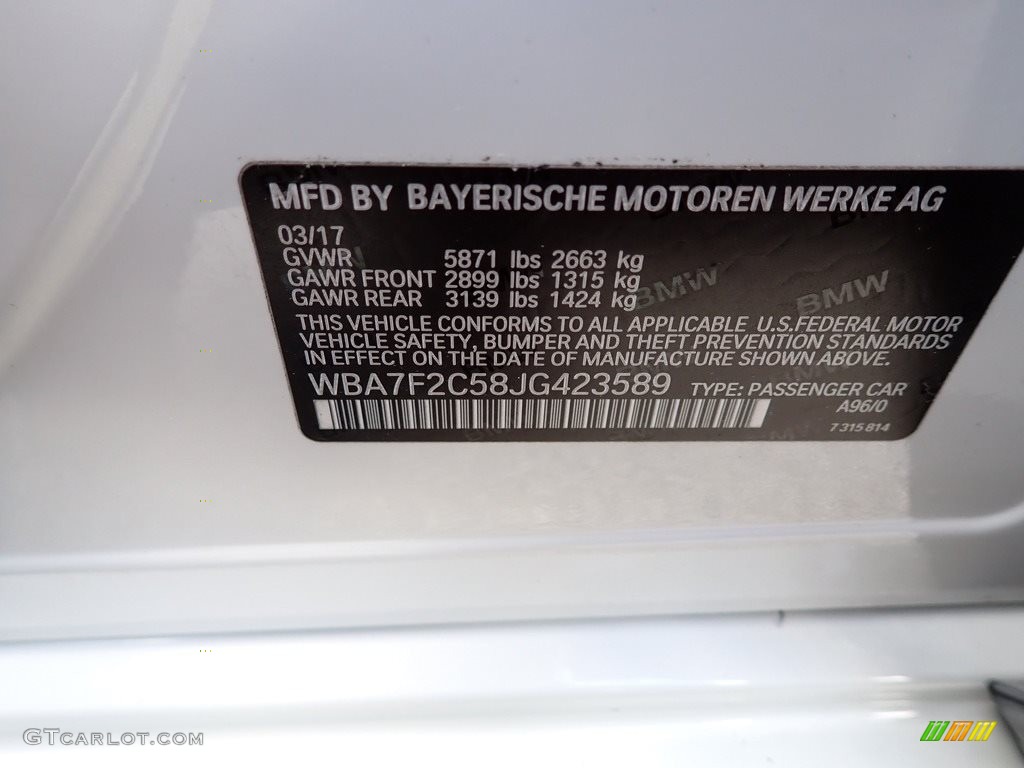 MFD BY BAYERISCHE MOTOREN WERKE AG
03/17
GVWR 5871 lbs 2663 kg
GAWR FRONT 2899 lbs 1315 kg
GAWR REAR 3139 lbs 1424 kg
BMW BMW
THIS VEHICLE CONFORMS TO ALL APPLICABLE U.S.FEDERAL MOTOR
VEHICLE SAFETY, BUMPER AND THEFT PREVENTION STANDARDS
IN EFFECT ON THE DATE OF MANUFACTURE SHOWN ABOVE.
WBA7F2C58JG423589 TYPE: PASSENGER CAR
A96/0
7 315 814
GTCARLOT.COM